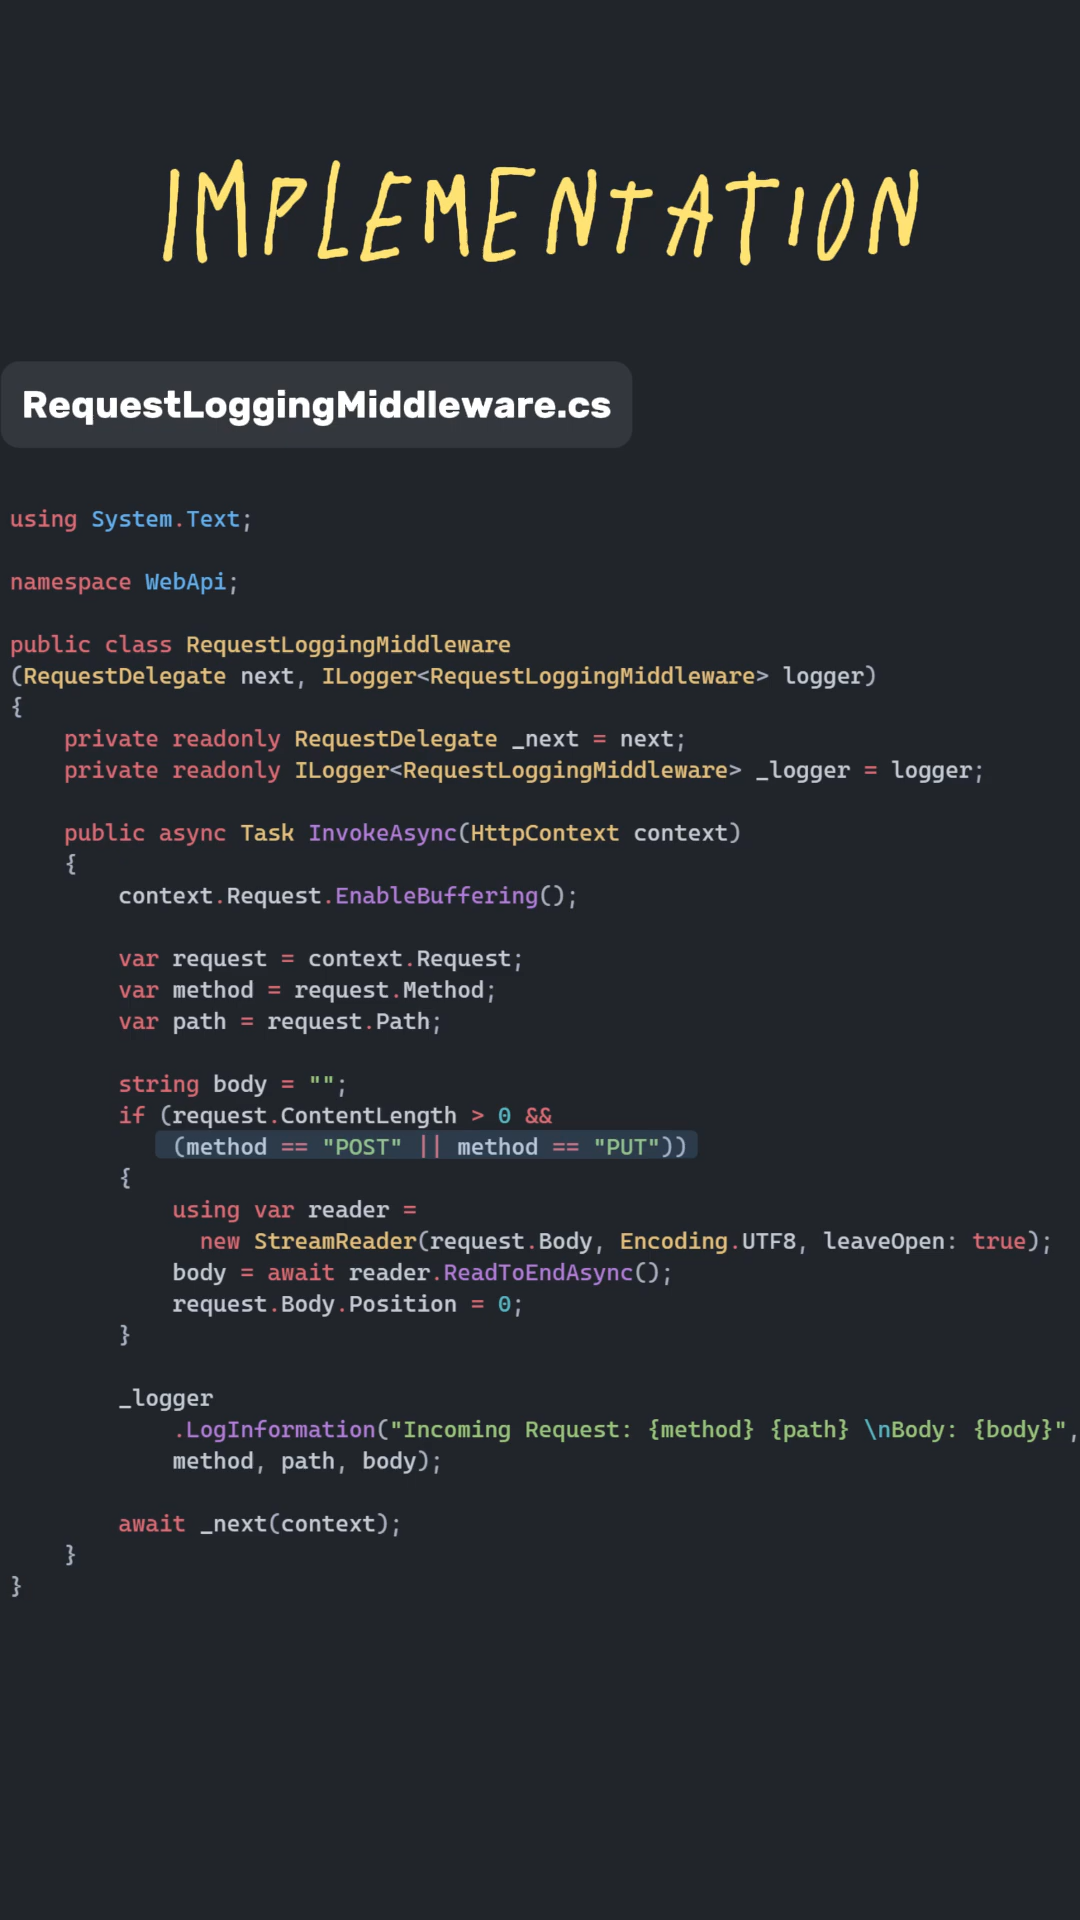 IMPLEMENTATION
RequestLoggingMiddleware.cs
using System.Text;
namespace WebApi;
public class RequestLoggingMiddleware
(RequestDelegate next, ILogger<RequestLoggingMiddleware> logger)
{
    private readonly RequestDelegate _next = next;
    private readonly ILogger<RequestLoggingMiddleware> _logger = logger;
    public async Task InvokeAsync(HttpContext context)
    {
        context.Request.EnableBuffering();
        var request = context.Request;
        var method = request.Method;
        var path = request.Path;
        string body = "";
        if (request.ContentLength > 0 &&
            (method == "POST" || method == "PUT"))
        {
            using var reader =
              new StreamReader(request.Body, Encoding.UTF8, leaveOpen: true);
            body = await reader.ReadToEndAsync();
            request.Body.Position = 0;
        }
        _logger
            .LogInformation("Incoming Request: {method} {path} \nBody: {body}",
            method, path, body);
        await _next(context);
    }
}